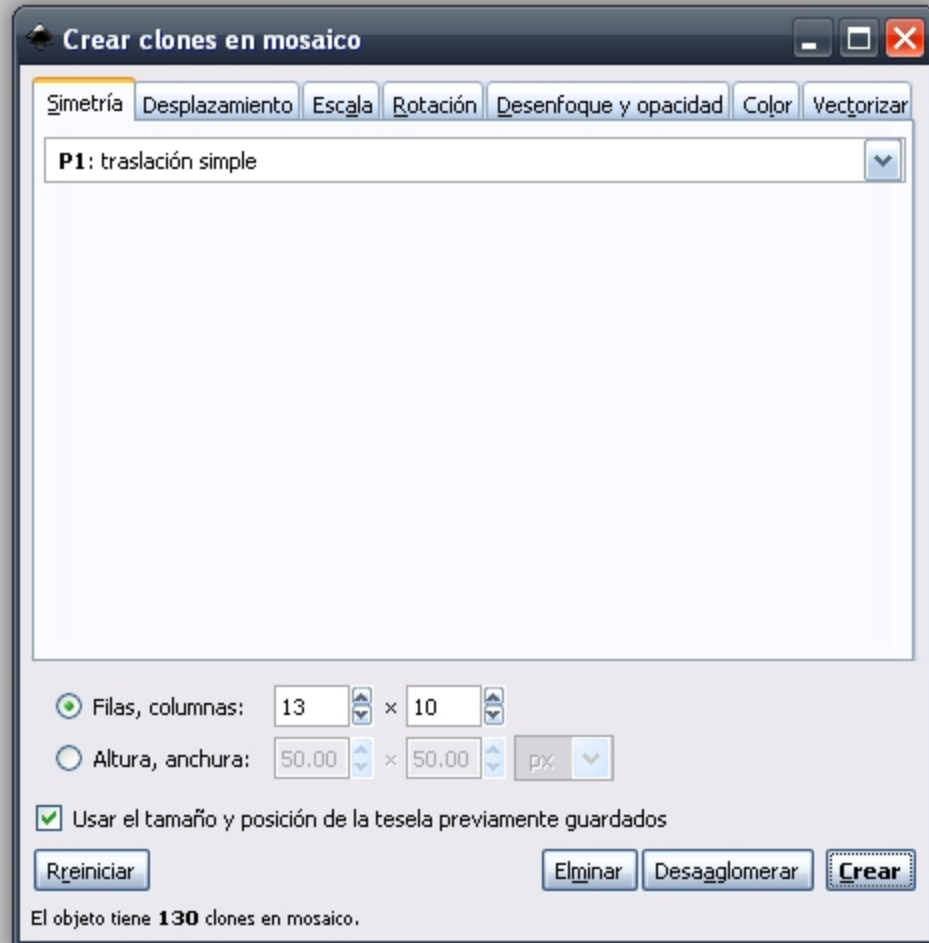 Crear clones en mosaico
Simetría Desplazamiento Escala Rotación Desenfoque y opacidad Color Vectorizar
P1: traslación simple
Filas, columnas: 13 × 10
Altura, anchura: 50.00 × 50.00 px
Usar el tamaño y posición de la tesela previamente guardados
Rreiniciar Elminar Desaaglomerar Crear
El objeto tiene 130 clones en mosaico.